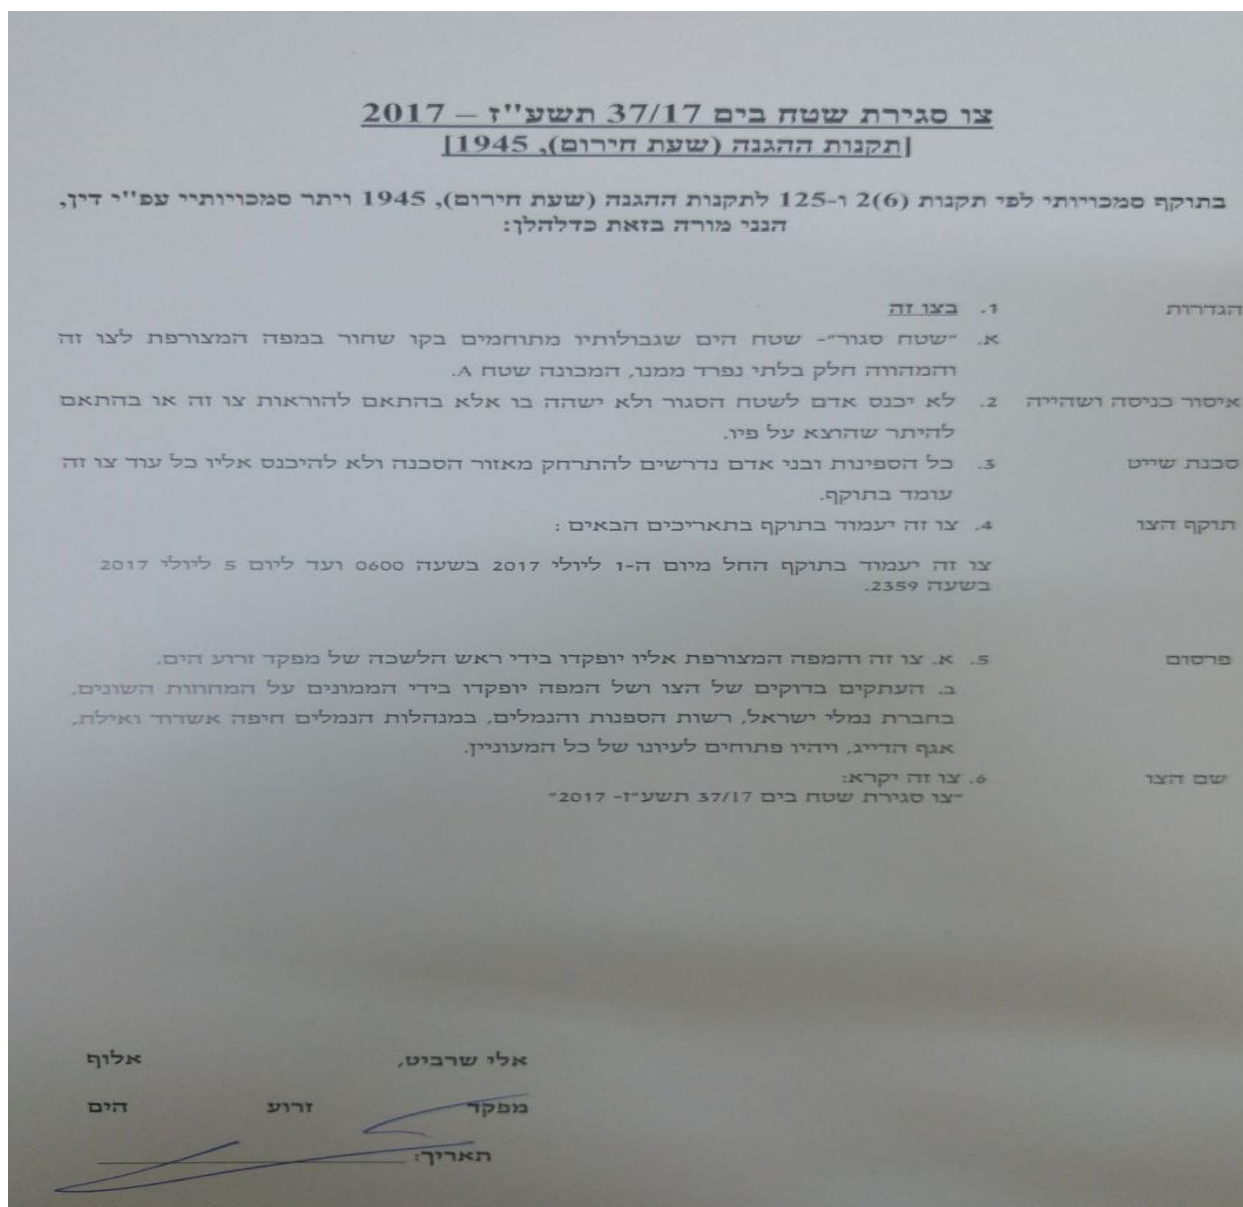 צו סגירת שטח בים 37/17 תשע''ז – 2017
[תקנות ההגנה (שעת חירום), 1945]
בתוקף סמכויותי לפי תקנות (6)2 ו-125 לתקנות ההגנה (שעת חירום), 1945 ויתר סמכויותיי עפ''י דין,
הנני מורה בזאת כדלהלן:
הגדרות 1. בצו זה
א. "שטח סגור"- שטח הים שגבולותיו מתוחמים בקו שחור במפה המצורפת לצו זה
והמהווה חלק בלתי נפרד ממנו, המכונה שטח A.
איסור כניסה ושהייה 2. לא יכנס אדם לשטח הסגור ולא ישהה בו אלא בהתאם להוראות צו זה או בהתאם
להיתר שהוצא על פיו.
סכנת שייט 3. כל הספינות ובני אדם נדרשים להתרחק מאזור הסכנה ולא להיכנס אליו כל עוד צו זה
עומד בתוקף.
תוקף הצו 4. צו זה יעמוד בתוקף בתאריכים הבאים :
צו זה יעמוד בתוקף החל מיום ה-1 ליולי 2017 בשעה 0600 ועד ליום 5 ליולי 2017
בשעה 2359.
פרסום 5. א. צו זה והמפה המצורפת אליו יופקדו בידי ראש הלשכה של מפקד זרוע הים.
ב. העתקים בדוקים של הצו ושל המפה יופקדו בידי הממונים על המחוזות השונים,
בחברת נמלי ישראל, רשות הספנות והנמלים, במנהלות הנמלים חיפה אשדוד ואילת,
אגף הדייג, ויהיו פתוחים לעיונו של כל המעוניין.
שם הצו 6. צו זה יקרא:
"צו סגירת שטח בים 37/17 תשע"ז- 2017"
אלי שרביט, אלוף
מפקד זרוע הים
תאריך: